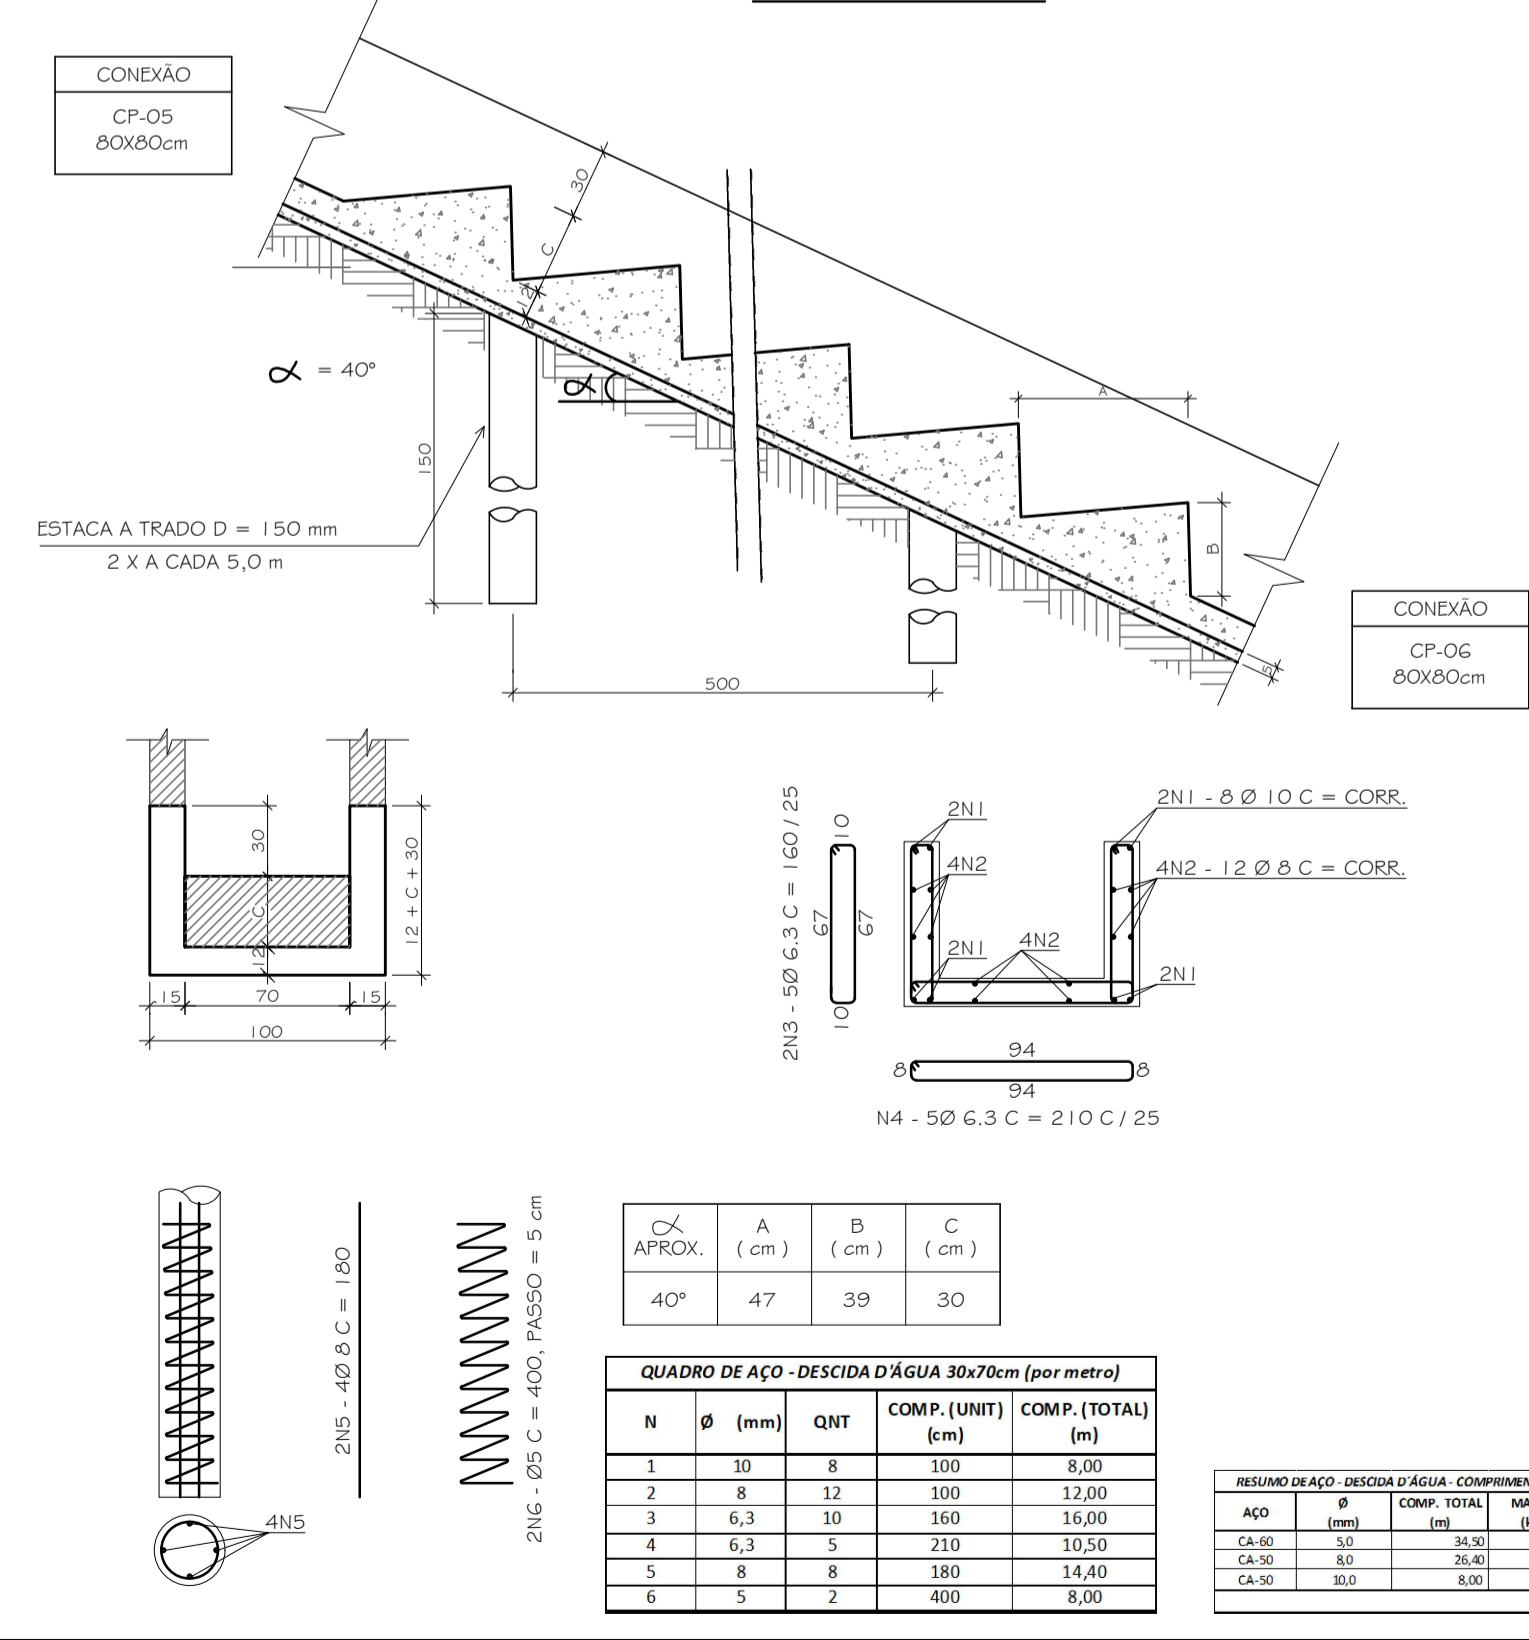 CONEXÃO
CP-05
80X80cm
30
C
12
α = 40°
α
A
150
ESTACA A TRADO D = 150 mm
2 X A CADA 5,0 m
B
500
5
CONEXÃO
CP-06
80X80cm
30
C
12
12 + C + 30
15 70 15
100
2N3 - 5Ø 6.3 C = 160 / 25
10
67 67
10
2N1
4N2
2N1
4N2
2N1 - 8 Ø 10 C = CORR.
4N2 - 12 Ø 8 C = CORR.
2N1
94
8 8
94
N4 - 5Ø 6.3 C = 210 C / 25
2N5 - 4Ø 8 C = 180
2N6 - Ø5 C = 400, PASSO = 5 cm
4N5
α APROX. A ( cm ) B ( cm ) C ( cm )
40° 47 39 30
QUADRO DE AÇO - DESCIDA D'ÁGUA 30x70cm (por metro)
N Ø (mm) QNT COMP. (UNIT) (cm) COMP. (TOTAL) (m)
1 10 8 100 8,00
2 8 12 100 12,00
3 6,3 10 160 16,00
4 6,3 5 210 10,50
5 8 8 180 14,40
6 5 2 400 8,00
RESUMO DE AÇO - DESCIDA D'ÁGUA -
AÇO Ø (mm) COMP. TOTAL (m)
CA-60 5,0 34,50
CA-50 8,0 26,40
CA-50 10,0 8,00